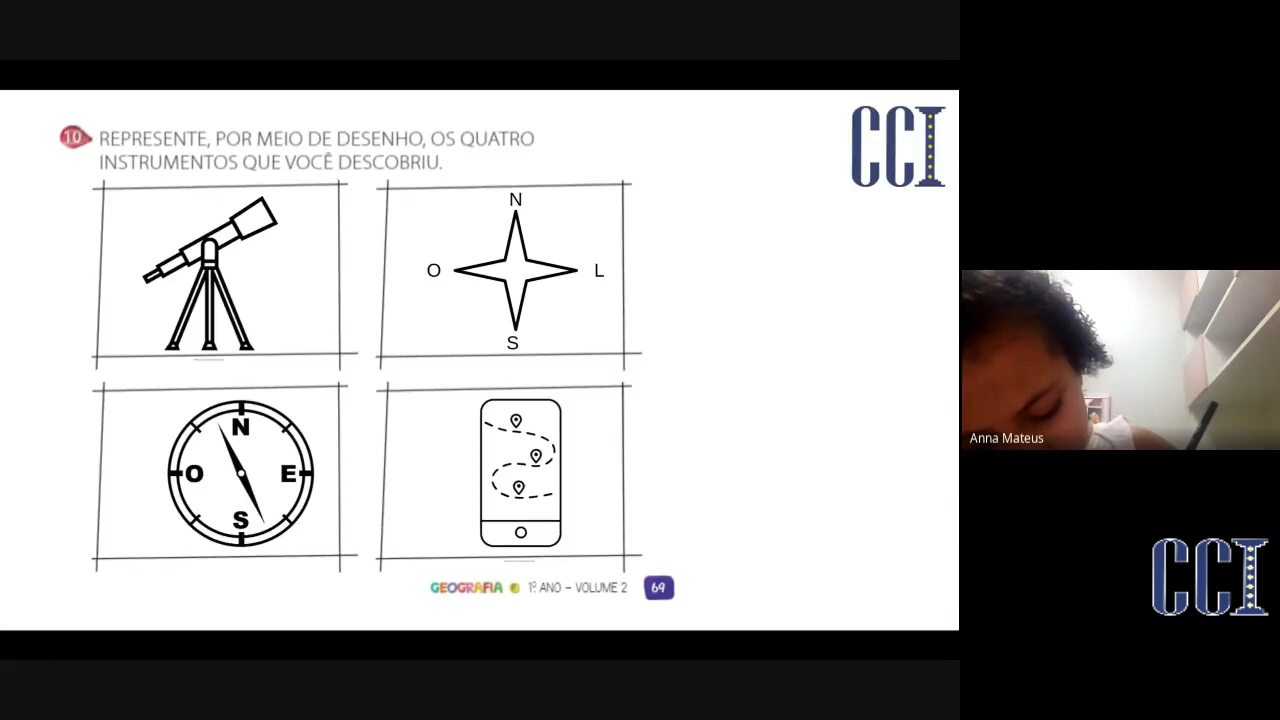 CCI
10 REPRESENTE, POR MEIO DE DESENHO, OS QUATRO
INSTRUMENTOS QUE VOCÊ DESCOBRIU.
N
O L
S
N
O E
S
GEOGRAFIA 1º ANO – VOLUME 2 69
Anna Mateus
CCI